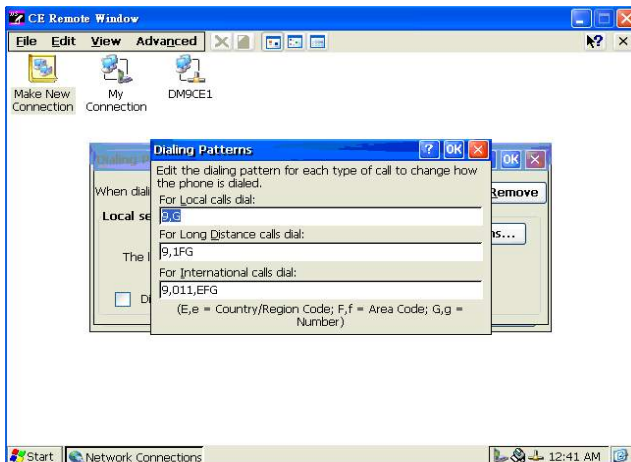 CE Remote Window
File Edit View Advanced
Make New Connection
My Connection
DM9CE1
Dialing Patterns ? OK
OK
Edit the dialing pattern for each type of call to change how
the phone is dialed.
When diali
Remove
For Local calls dial:
Local se
9,G
For Long Distance calls dial:
ns...
The l
9,1FG
For International calls dial:
Di
9,011,EFG
(E,e = Country/Region Code; F,f = Area Code; G,g =
Number)
Start Network Connections 12:41 AM